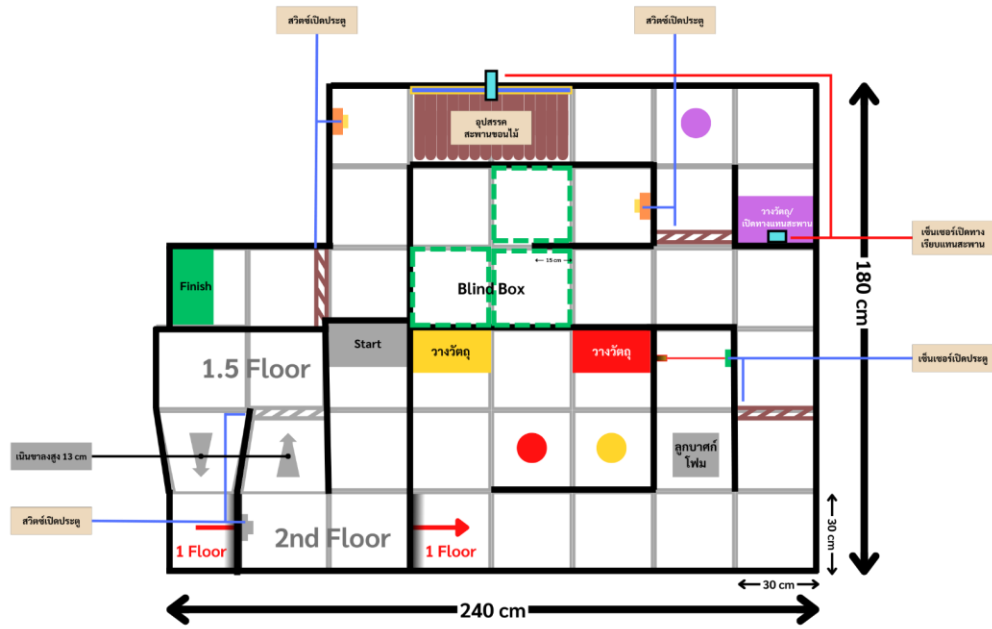 สวิตซ์เปิดประตู
สวิตซ์เปิดประตู
อุปสรรค
สะพานขอนไม้
วางวัตถุ/
เปิดทางแทนสะพาน
เซ็นเซอร์เปิดทาง
เรียบแทนสะพาน
Finish
← 15 cm →
Blind Box
180 cm
Start
วางวัตถุ
วางวัตถุ
เซ็นเซอร์เปิดประตู
1.5 Floor
เนินขาลงสูง 13 cm
ลูกบาศก์
โฟม
สวิตซ์เปิดประตู
2nd Floor
1 Floor
1 Floor
30 cm
30 cm
240 cm